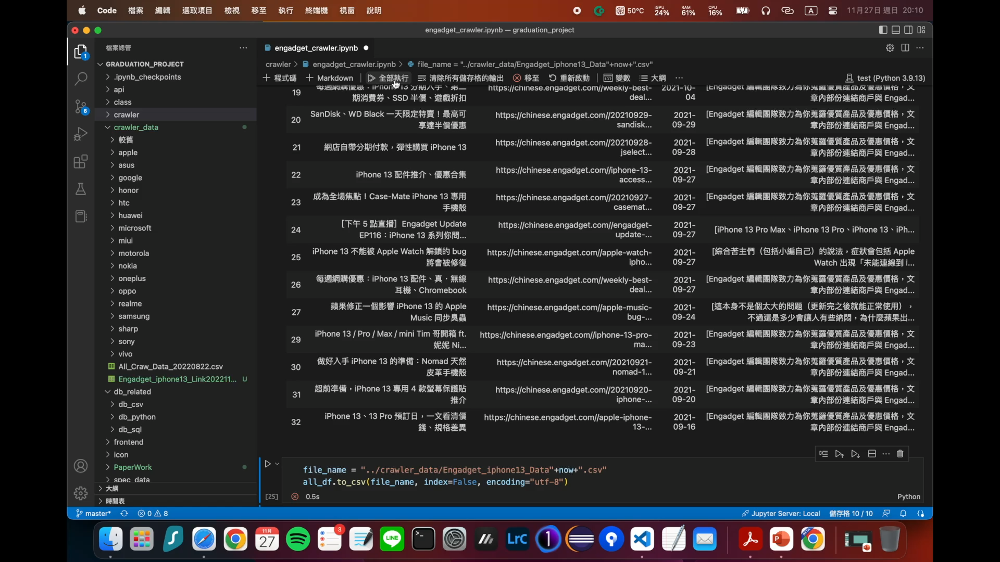 Code 檔案 編輯 選取項目 檢視 移至 執行 終端機 視窗 說明 50°C iGPU 24% RAM 61% CPU 16% A 11月27日 週日 20:10
engadget_crawler.ipynb — graduation_project
檔案總管
GRADUATION_PROJECT
.ipynb_checkpoints
api
class
crawler
crawler_data
較舊
apple
asus
google
honor
htc
huawei
microsoft
miui
motorola
nokia
oneplus
oppo
realme
samsung
sharp
sony
vivo
All_Craw_Data_20220822.csv
Engadget_iphone13_Link202211... U
db_related
db_csv
db_python
db_sql
frontend
icon
PaperWork
spec_data
大綱
時間表
1
6
engadget_crawler.ipynb
crawler > engadget_crawler.ipynb > file_name = "../crawler_data/Engadget_iphone13_Data"+now+".csv"
程式碼 Markdown 全部執行 清除所有儲存格的輸出 移至 重新啟動 變數 大綱 ... test (Python 3.9.13)
19 每週網購優惠：iPhone 13 分期入手、第二 https://chinese.engadget.com//weekly-best- 2021-10- [Engadget 編輯團隊致力為你蒐羅優質產品及優惠價格，文
期消費券、SSD 半價、遊戲折扣 deal... 04 章內部份連結商戶與 Engad...
20 SanDisk、WD Black 一天限定特賣！最高可 https://chinese.engadget.com//20210929- 2021- [Engadget 編輯團隊致力為你蒐羅優質產品及優惠價格，文
享達半價優惠 sandisk... 09-29 章內部份連結商戶與 Engad...
21 網店自帶分期付款，彈性購買 iPhone 13 https://chinese.engadget.com//20210928- 2021- [Engadget 編輯團隊致力為你蒐羅優質產品及優惠價格，文
jselect... 09-28 章內部份連結商戶與 Engad...
22 iPhone 13 配件推介、優惠合集 https://chinese.engadget.com//iphone-13- 2021- [Engadget 編輯團隊致力為你蒐羅優質產品及優惠價格，文
access... 09-27 章內部份連結商戶與 Engad...
23 成為全場焦點！Case-Mate iPhone 13 專用 https://chinese.engadget.com//20210927- 2021- [Engadget 編輯團隊致力為你蒐羅優質產品及優惠價格，文
手機殼 casemat... 09-27 章內部份連結商戶與 Engad...
24 [下午 5 點直播］Engadget Update https://chinese.engadget.com//engadget- 2021- [iPhone 13 Pro Max、iPhone 13 Pro、iPhone 13、iPh...
EP116：iPhone 13 系列你問... update-... 09-27
25 iPhone 13 不能被 Apple Watch 解鎖的 bug https://chinese.engadget.com//apple-watch- 2021- [綜合苦主們（包括小編自己）的說法，症狀會包括 Apple
將會被修復 ipho... 09-27 Watch 出現「未能連線到 i...
26 每週網購優惠：iPhone 13 配件、真・無線 https://chinese.engadget.com//weekly-best- 2021- [Engadget 編輯團隊致力為你蒐羅優質產品及優惠價格，文
耳機、Chromebook deal... 09-27 章內部份連結商戶與 Engad...
27 蘋果修正一個影響 iPhone 13 的 Apple https://chinese.engadget.com//apple-music- 2021- [這本身不是個太大的問題（更新完之後就能正常使用），
Music 同步臭蟲 bug-... 09-24 不過還是多少會讓人有些納悶，為什麼蘋果出...
29 iPhone 13 / Pro / Max / mini Tim 哥開箱 ft. https://chinese.engadget.com//iphone-13-pro- 2021- [Engadget 編輯團隊致力為你蒐羅優質產品及優惠價格，文
妮妮 Ni... ma... 09-23 章內部份連結商戶與 Engad...
30 做好入手 iPhone 13 的準備：Nomad 天然 https://chinese.engadget.com//20210921- 2021- [Engadget 編輯團隊致力為你蒐羅優質產品及優惠價格，文
皮革手機殼 nomad-1... 09-21 章內部份連結商戶與 Engad...
31 超前準備，iPhone 13 專用 4 款螢幕保護貼 https://chinese.engadget.com//20210920- 2021- [Engadget 編輯團隊致力為你蒐羅優質產品及優惠價格，文
推介 iphone-... 09-20 章內部份連結商戶與 Engad...
32 iPhone 13、13 Pro 預訂日，一文看清價 https://chinese.engadget.com//apple-iphone- 2021- [Engadget 編輯團隊致力為你蒐羅優質產品及優惠價格，文
錢、規格差異 13-... 09-16 章內部份連結商戶與 Engad...
file_name = "../crawler_data/Engadget_iphone13_Data"+now+".csv"
all_df.to_csv(file_name, index=False, encoding="utf-8")
[25] 0.5s Python
master* 0 8 Jupyter Server: Local 儲存格 10 / 10
11月 27 3 LINE LrC 1 BETA